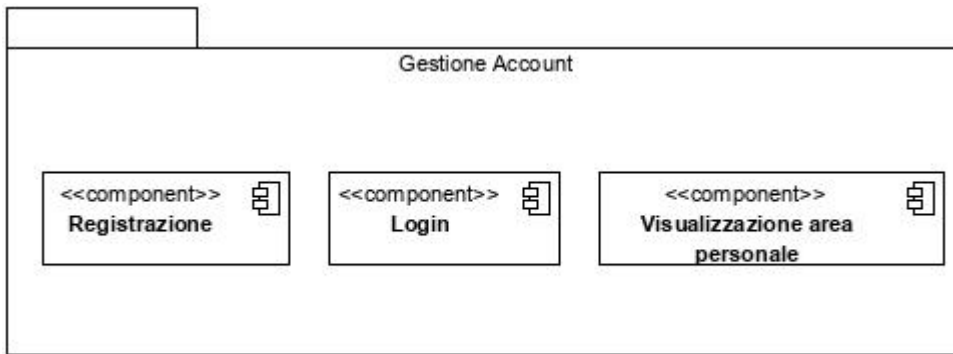 Gestione Account
<<component>>
Registrazione
<<component>>
Login
<<component>>
Visualizzazione area
personale